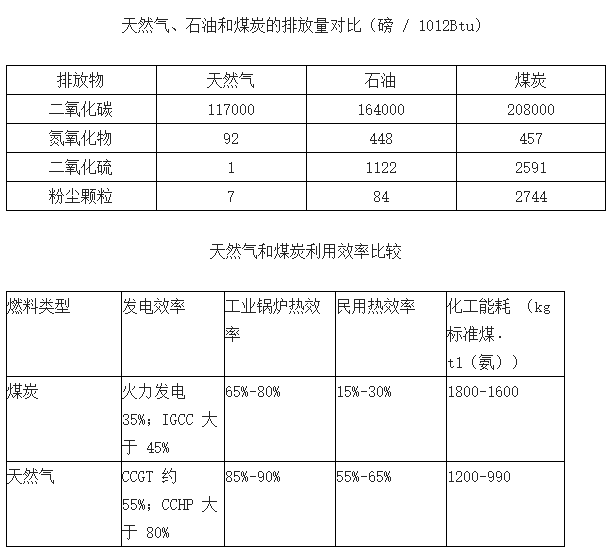 天然气、石油和煤炭的排放量对比（磅 / 1012Btu）
排放物 天然气 石油 煤炭
二氧化碳 117000 164000 208000
氮氧化物 92 448 457
二氧化硫 1 1122 2591
粉尘颗粒 7 84 2744
天然气和煤炭利用效率比较
燃料类型 发电效率 工业锅炉热效 民用热效率 化工能耗 （kg
率 标准煤.
t1（氨））
煤炭 火力发电 65%-80% 15%-30% 1800-1600
35%；IGCC 大
于 45%
天然气 CCGT 约 85%-90% 55%-65% 1200-990
55%；CCHP 大
于 80%